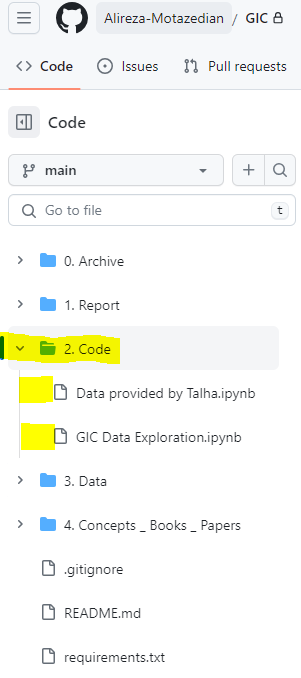 Alireza-Motazedian / GIC
Code Issues Pull requests
Code
main
Go to file t
0. Archive
1. Report
2. Code
Data provided by Talha.ipynb
GIC Data Exploration.ipynb
3. Data
4. Concepts _ Books _ Papers
.gitignore
README.md
requirements.txt